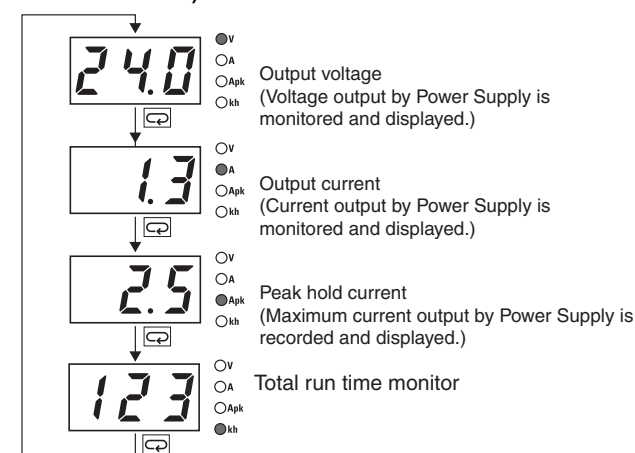 24.0
V
A
Apk
kh
Output voltage
(Voltage output by Power Supply is
monitored and displayed.)
1.3
V
A
Apk
kh
Output current
(Current output by Power Supply is
monitored and displayed.)
2.5
V
A
Apk
kh
Peak hold current
(Maximum current output by Power Supply is
recorded and displayed.)
123
V
A
Apk
kh
Total run time monitor